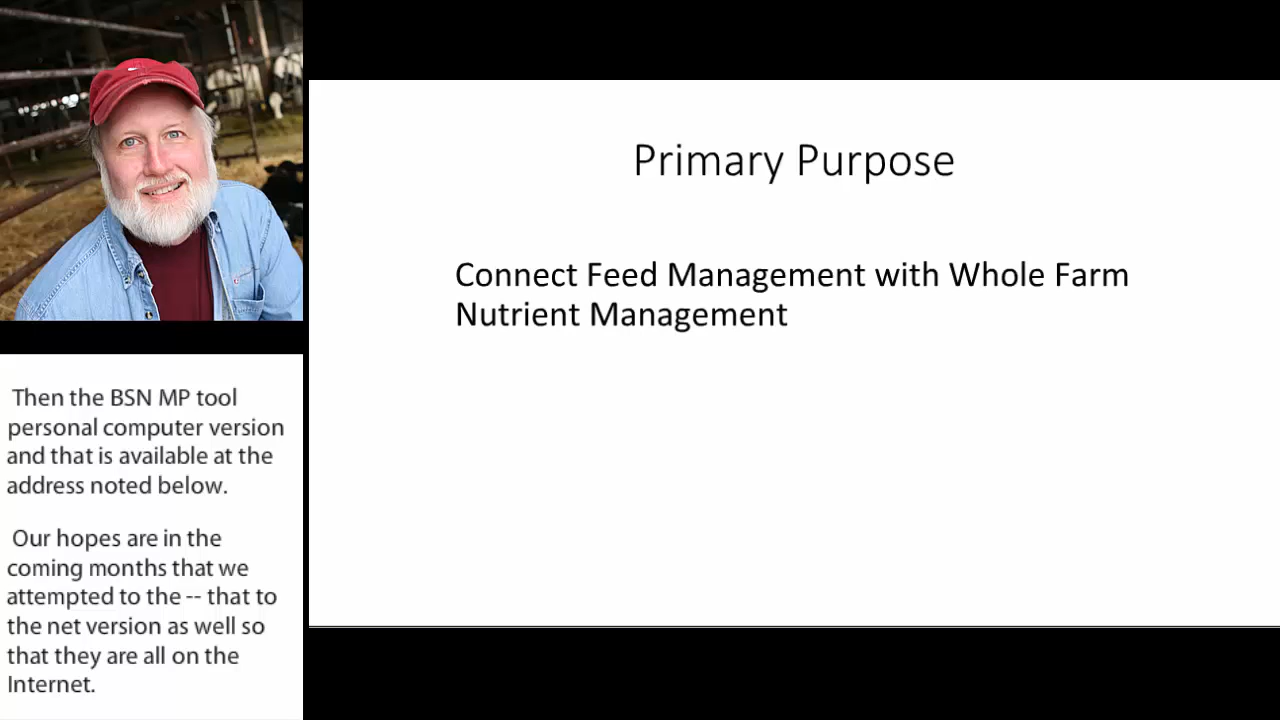 Primary Purpose
Connect Feed Management with Whole Farm
Nutrient Management
Then the BSN MP tool
personal computer version
and that is available at the
address noted below.
Our hopes are in the
coming months that we
attempted to the -- that to
the net version as well so
that they are all on the
Internet.